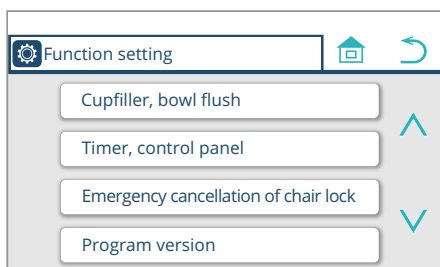 Function setting
Cupfiller, bowl flush
Timer, control panel
Emergency cancellation of chair lock
Program version